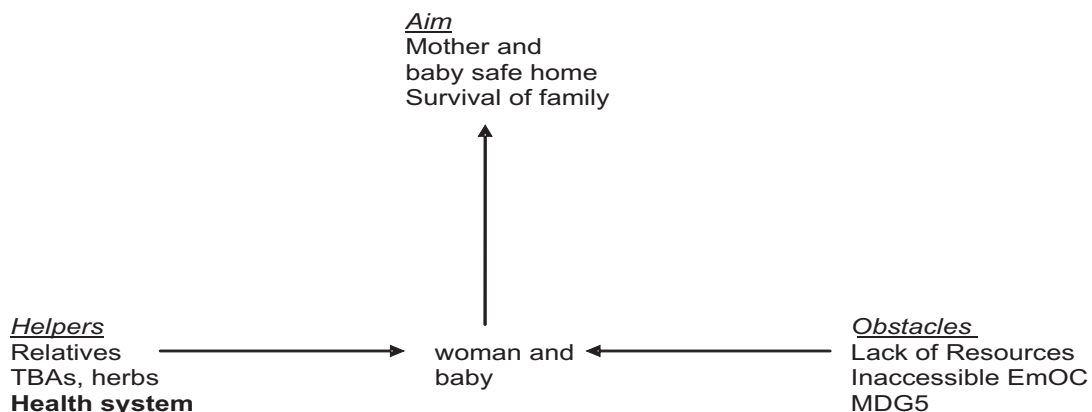 Aim
Mother and
baby safe home
Survival of family
Helpers
Relatives
TBAs, herbs
Health system
woman and
baby
Obstacles
Lack of Resources
Inaccessible EmOC
MDG5